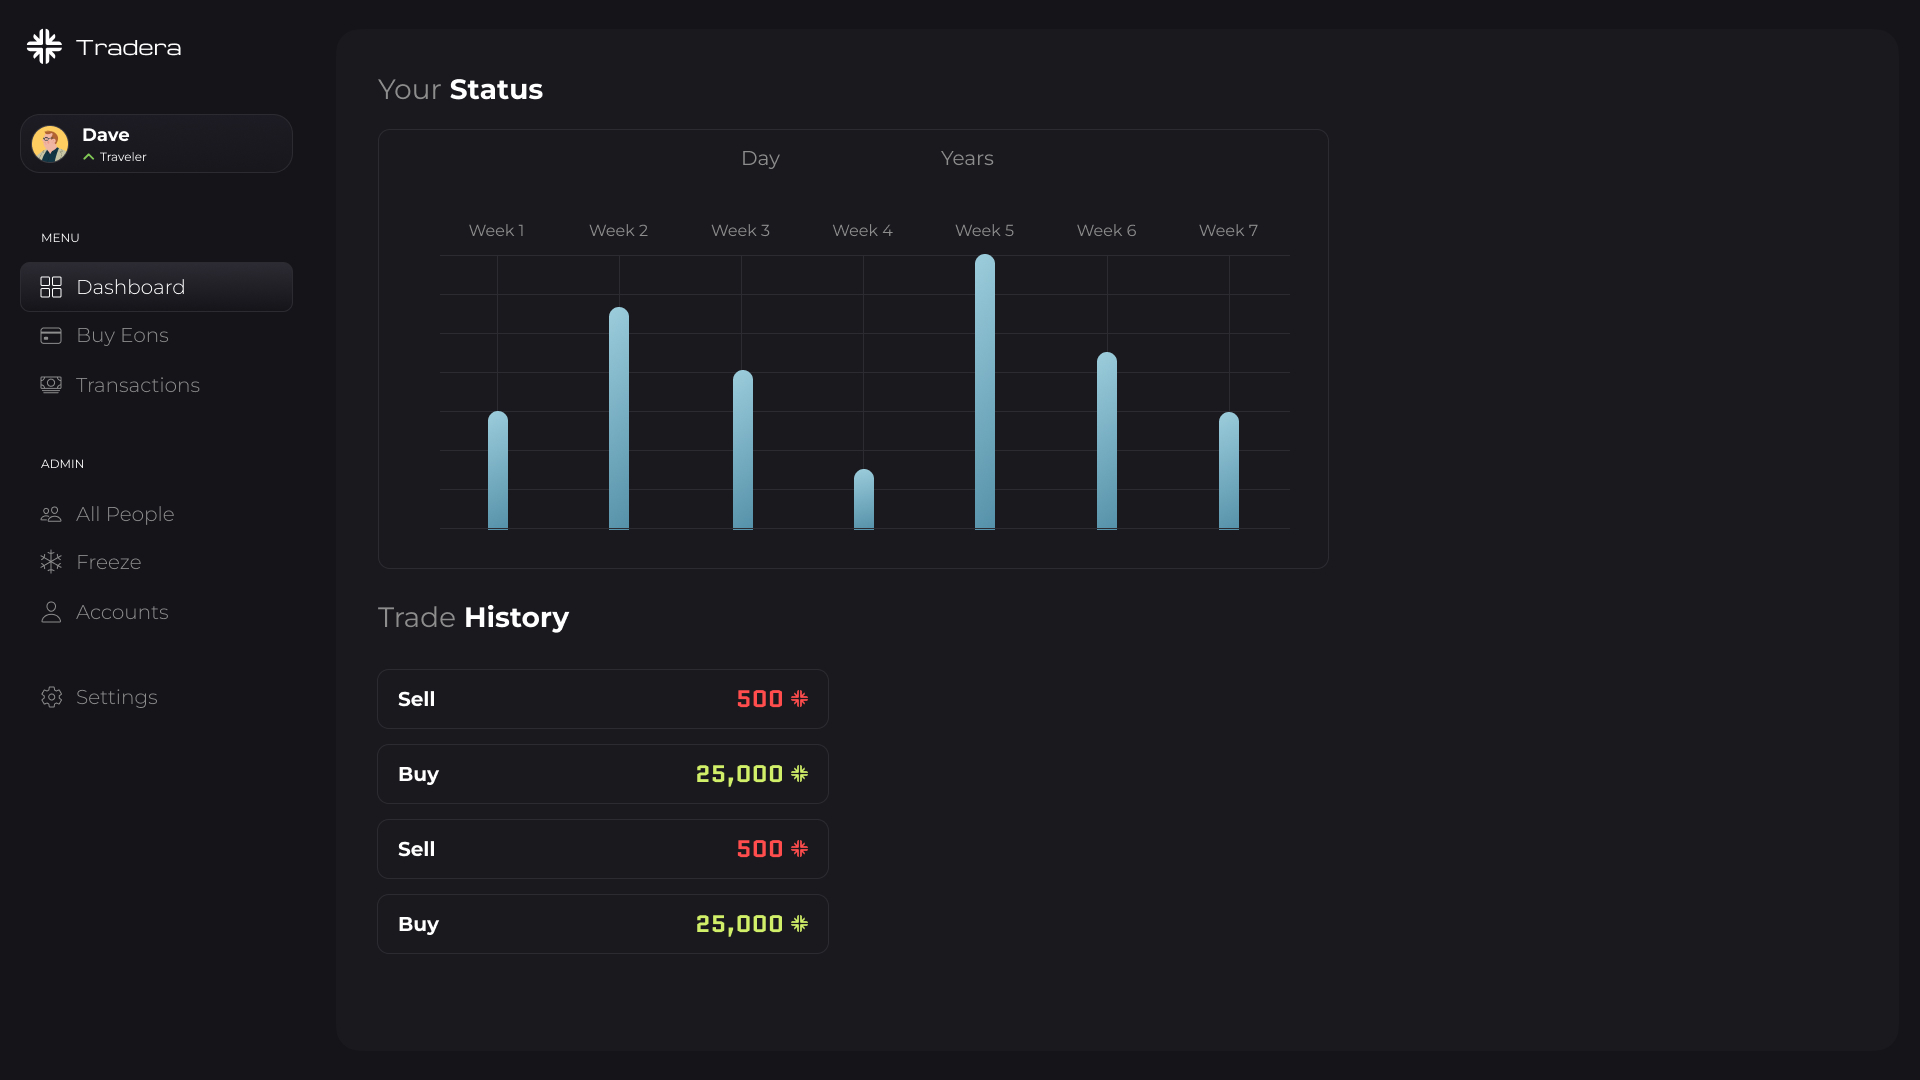 Tradera
Dave
Traveler
MENU
Dashboard
Buy Eons
Transactions
ADMIN
All People
Freeze
Accounts
Settings
Your Status
Day Years
Week 1 Week 2 Week 3 Week 4 Week 5 Week 6 Week 7
Trade History
Sell 500
Buy 25,000
Sell 500
Buy 25,000